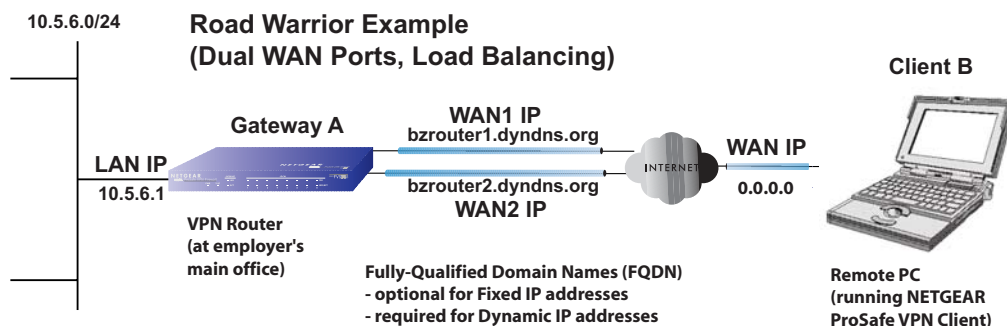 10.5.6.0/24
Road Warrior Example
(Dual WAN Ports, Load Balancing)
Client B
Gateway A
WAN1 IP
bzrouter1.dyndns.org
WAN IP
LAN IP
NETGEAR
NETGEAR
INTERNET
10.5.6.1
bzrouter2.dyndns.org
0.0.0.0
WAN2 IP
VPN Router
(at employer's
main office)
Fully-Qualified Domain Names (FQDN)
- optional for Fixed IP addresses
- required for Dynamic IP addresses
Remote PC
(running NETGEAR
ProSafe VPN Client)